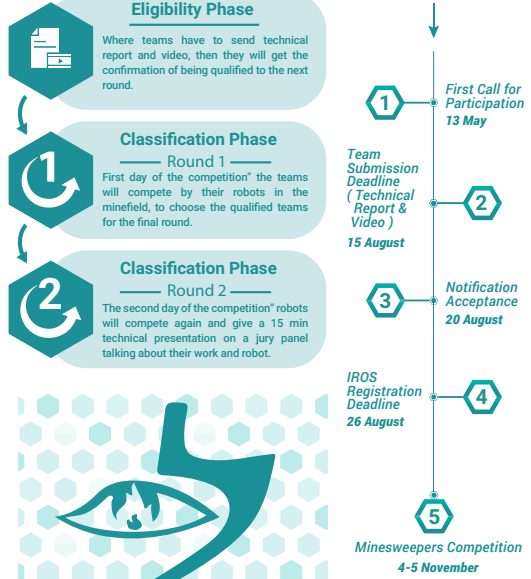 Eligibility Phase
Where teams have to send technical
report and video, then they will get the
confirmation of being qualified to the next
round.
1
Classification Phase
Round 1
First day of the competition" the teams
will compete by their robots in the
minefield, to choose the qualified teams
for the final round.
2
Classification Phase
Round 2
The second day of the competition" robots
will compete again and give a 15 min
technical presentation on a jury panel
talking about their work and robot.
1
First Call for
Participation
13 May
Team
Submission
Deadline
( Technical
Report &
Video )
15 August
2
3
Notification
Acceptance
20 August
IROS
Registration
Deadline
26 August
4
5
Minesweepers Competition
4-5 November